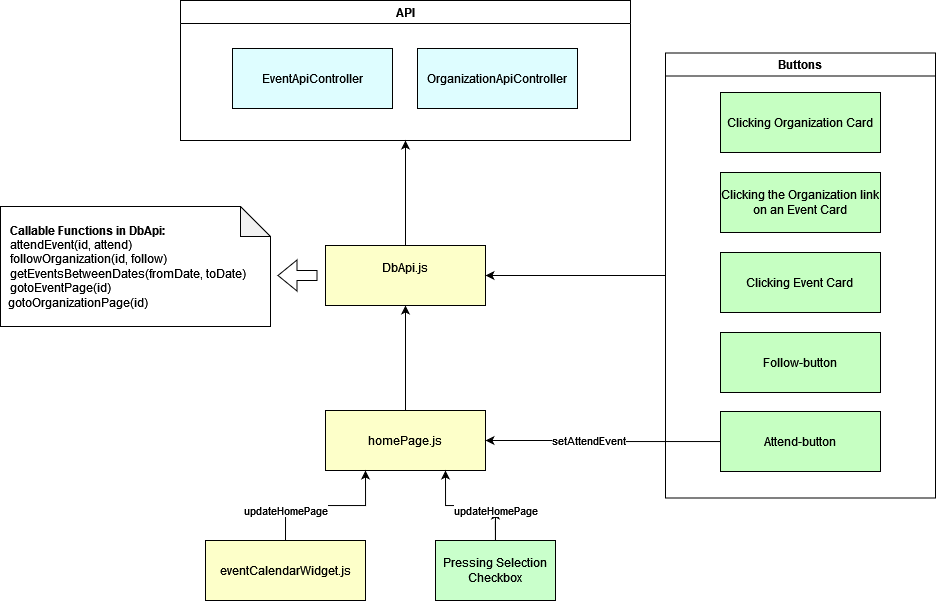 API
EventApiController
OrganizationApiController
Buttons
Clicking Organization Card
Clicking the Organization link
on an Event Card
Clicking Event Card
Follow-button
Attend-button
Callable Functions in DbApi:
attendEvent(id, attend)
followOrganization(id, follow)
getEventsBetweenDates(fromDate, toDate)
gotoEventPage(id)
gotoOrganizationPage(id)
DbApi.js
homePage.js
setAttendEvent
updateHomePage
updateHomePage
eventCalendarWidget.js
Pressing Selection
Checkbox